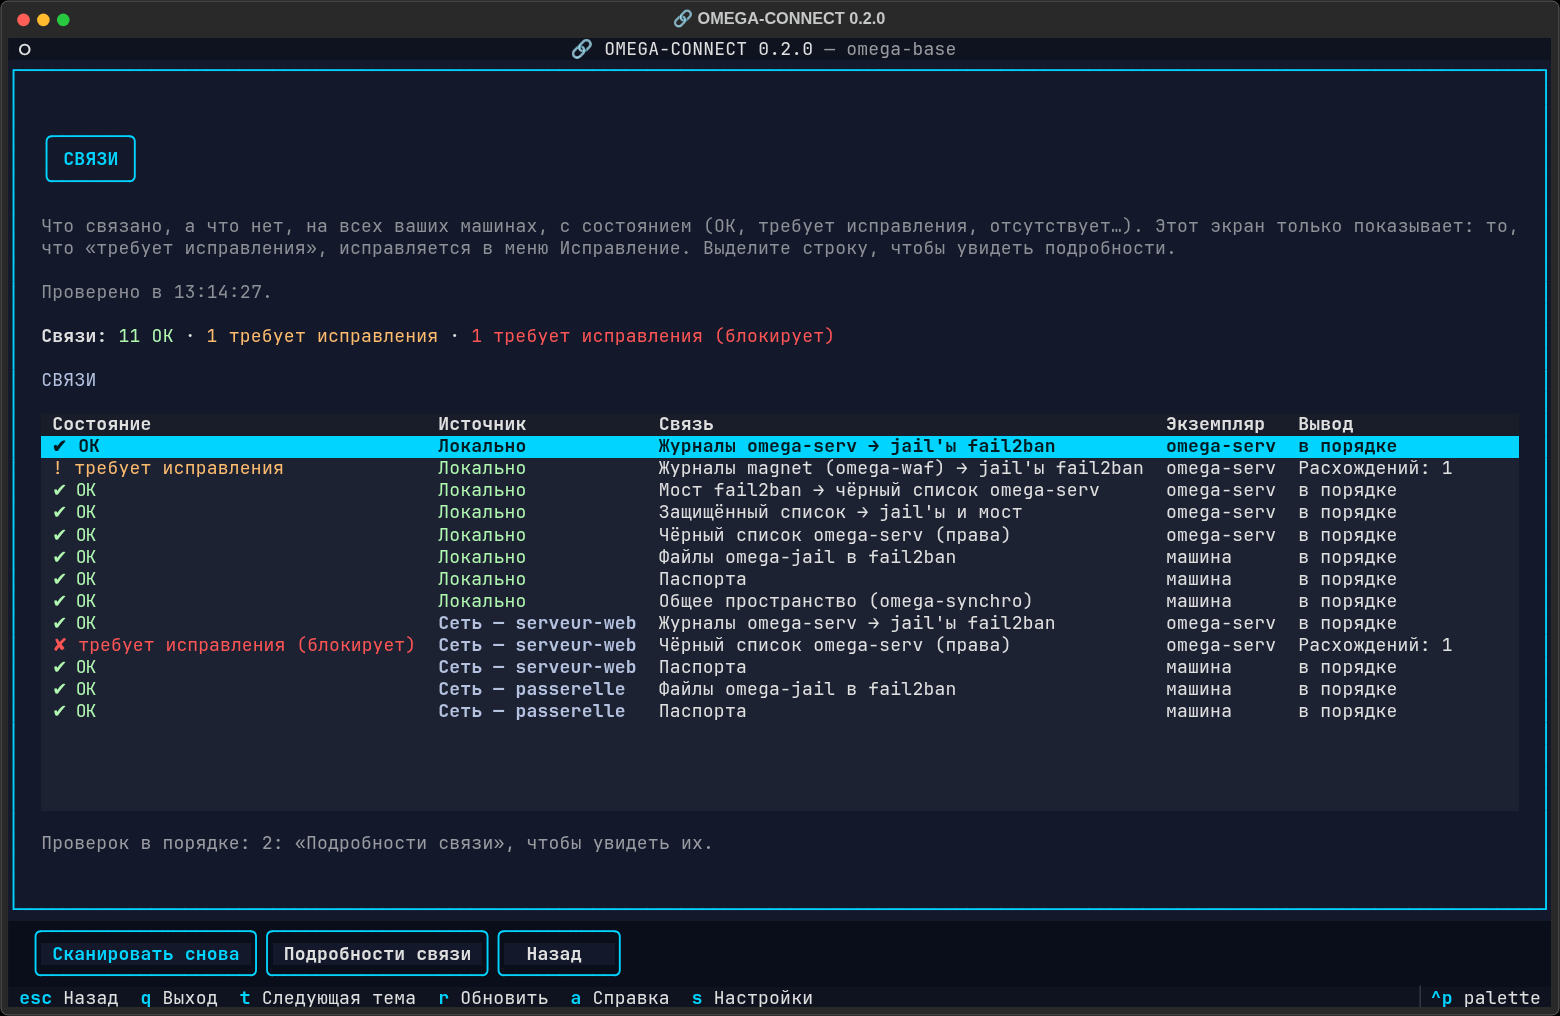 🔗 OMEGA-CONNECT 0.2.0
O 🔗 OMEGA-CONNECT 0.2.0 — omega-base
СВЯЗИ
Что связано, а что нет, на всех ваших машинах, с состоянием (ОК, требует исправления, отсутствует…). Этот экран только показывает: то,
что «требует исправления», исправляется в меню Исправление. Выделите строку, чтобы увидеть подробности.
Проверено в 13:14:27.
Связи: 11 ОК · 1 требует исправления · 1 требует исправления (блокирует)
СВЯЗИ
Состояние Источник Связь Экземпляр Вывод
✔ ОК Локально Журналы omega-serv → jail'ы fail2ban omega-serv в порядке
! требует исправления Локально Журналы magnet (omega-waf) → jail'ы fail2ban omega-serv Расхождений: 1
✔ ОК Локально Мост fail2ban → чёрный список omega-serv omega-serv в порядке
✔ ОК Локально Защищённый список → jail'ы и мост omega-serv в порядке
✔ ОК Локально Чёрный список omega-serv (права) omega-serv в порядке
✔ ОК Локально Файлы omega-jail в fail2ban машина в порядке
✔ ОК Локально Паспорта машина в порядке
✔ ОК Локально Общее пространство (omega-synchro) машина в порядке
✔ ОК Сеть — serveur-web Журналы omega-serv → jail'ы fail2ban omega-serv в порядке
✘ требует исправления (блокирует) Сеть — serveur-web Чёрный список omega-serv (права) omega-serv Расхождений: 1
✔ ОК Сеть — serveur-web Паспорта машина в порядке
✔ ОК Сеть — passerelle Файлы omega-jail в fail2ban машина в порядке
✔ ОК Сеть — passerelle Паспорта машина в порядке
Проверок в порядке: 2: «Подробности связи», чтобы увидеть их.
Сканировать снова Подробности связи Назад
esc Назад q Выход t Следующая тема r Обновить a Справка s Настройки ^p palette